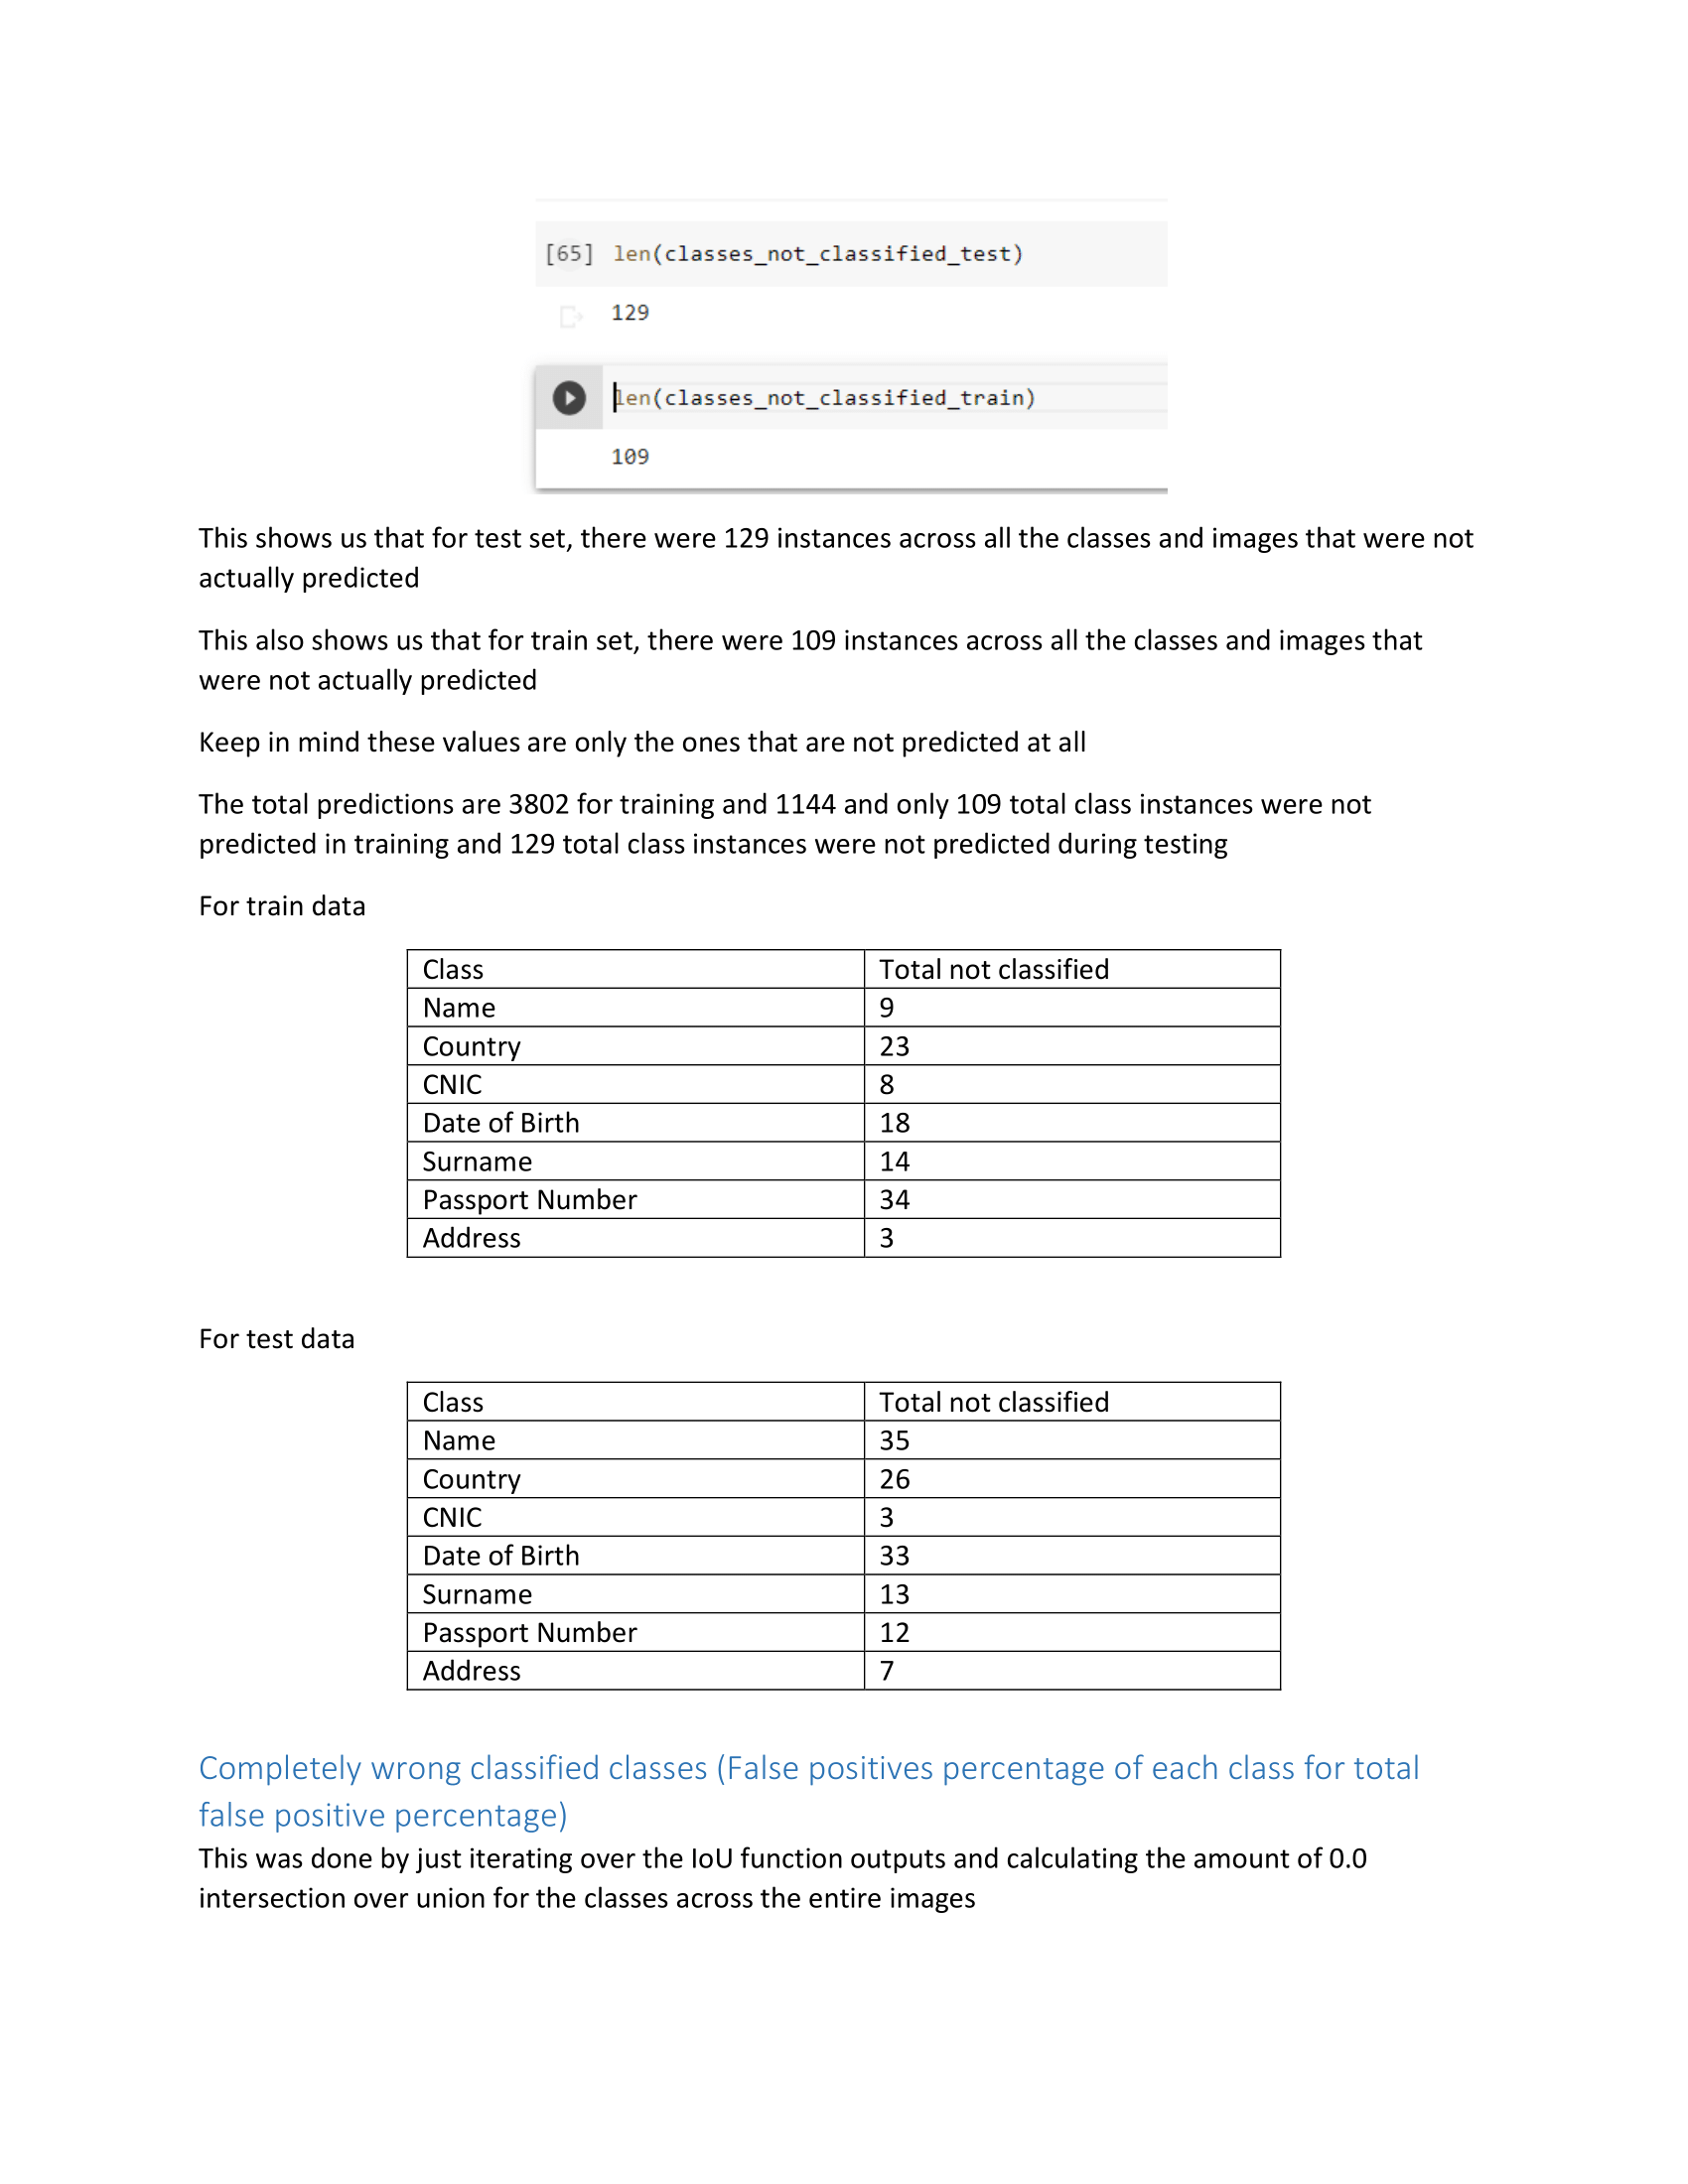 [65] len(classes_not_classified_test)
129
len(classes_not_classified_train)
109
This shows us that for test set, there were 129 instances across all the classes and images that were not
actually predicted
This also shows us that for train set, there were 109 instances across all the classes and images that
were not actually predicted
Keep in mind these values are only the ones that are not predicted at all
The total predictions are 3802 for training and 1144 and only 109 total class instances were not
predicted in training and 129 total class instances were not predicted during testing
For train data
Class Total not classified
Name 9
Country 23
CNIC 8
Date of Birth 18
Surname 14
Passport Number 34
Address 3
For test data
Class Total not classified
Name 35
Country 26
CNIC 3
Date of Birth 33
Surname 13
Passport Number 12
Address 7
Completely wrong classified classes (False positives percentage of each class for total
false positive percentage)
This was done by just iterating over the IoU function outputs and calculating the amount of 0.0
intersection over union for the classes across the entire images